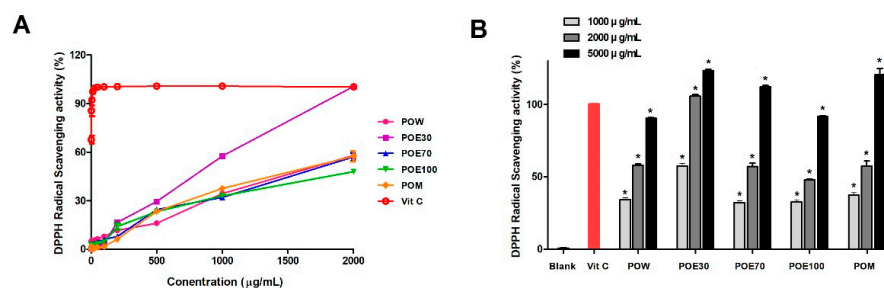 A
DPPH Radical Scavenging activity (%)
120
90
60
30
0
0
500
1000
1500
2000
Conentration (μg/mL)
POW
POE30
POE70
POE100
POM
Vit C
B
1000 μ g/mL
2000 μ g/mL
5000 μ g/mL
DPPH Radical Scavenging activity (%)
100
50
0
* * * * * * * * * * * * * * *
Blank Vit C POW POE30 POE70 POE100 POM